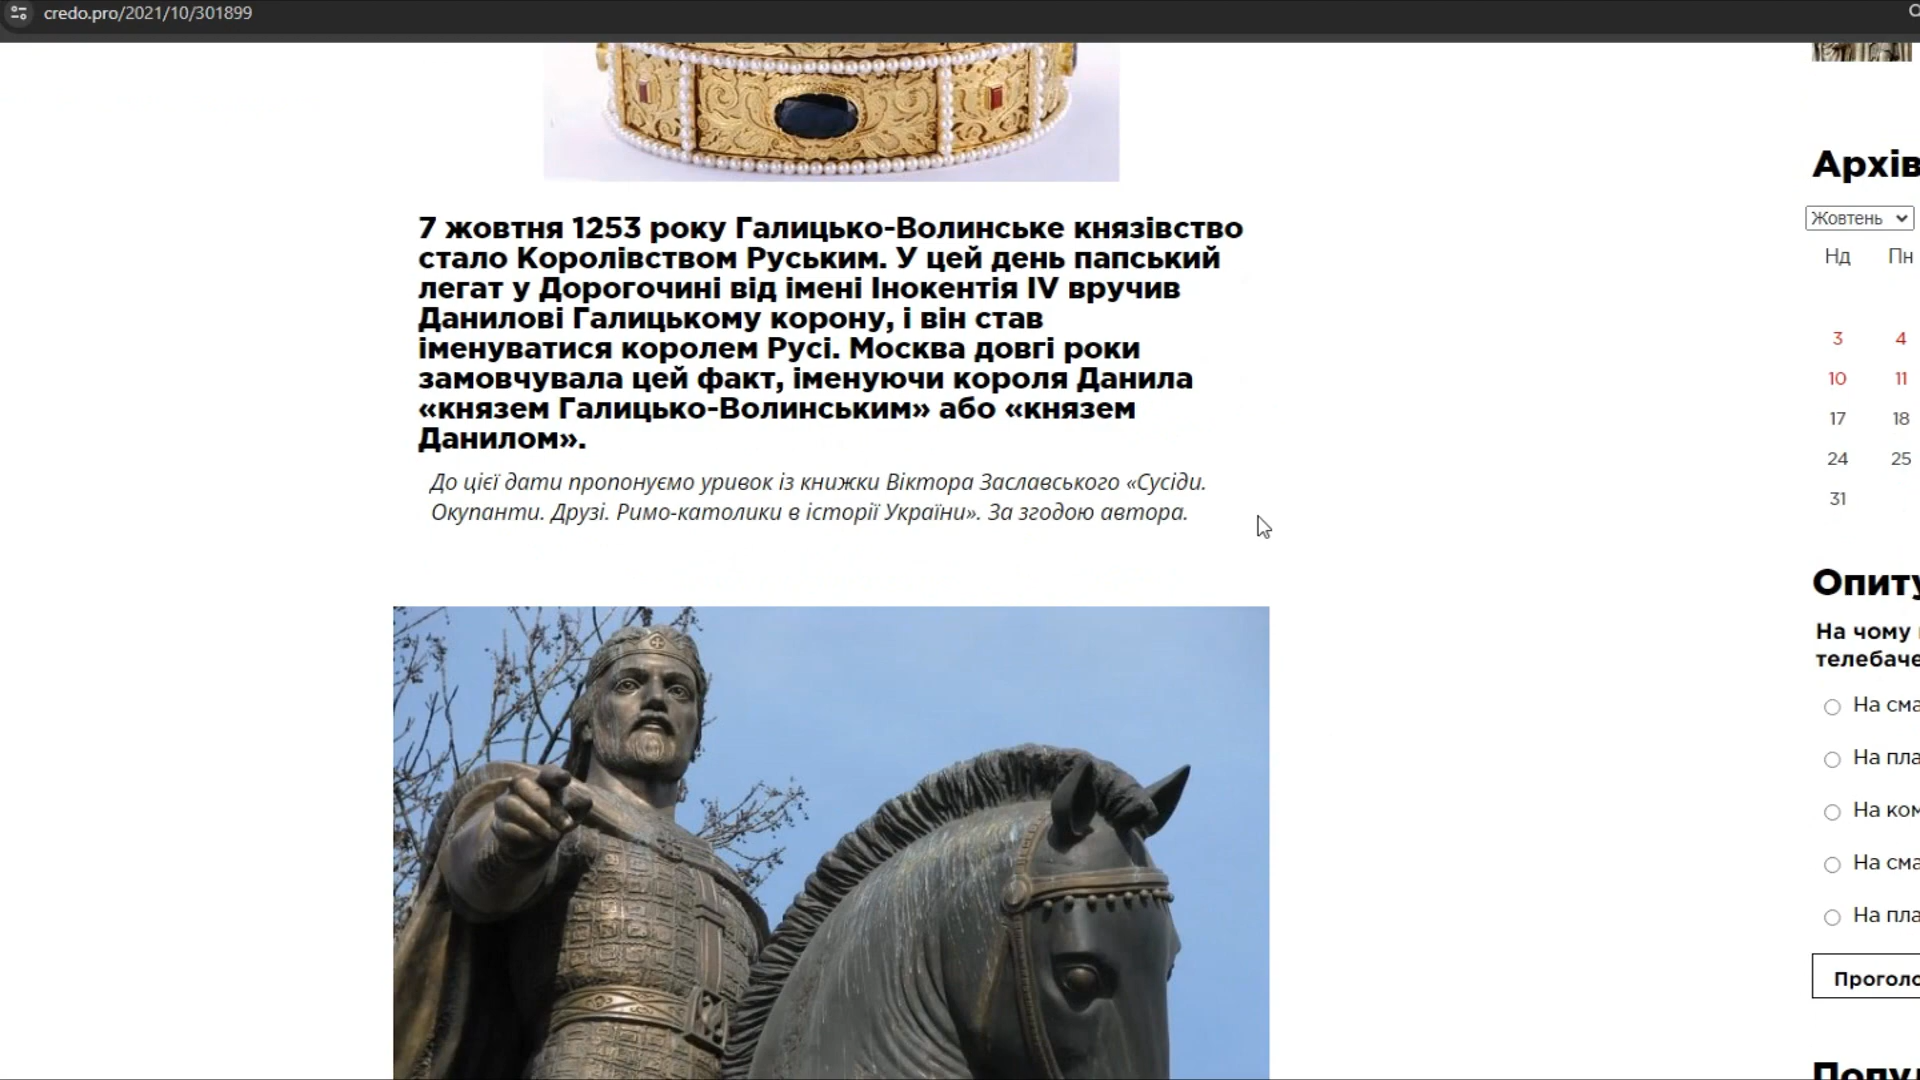 credo.pro/2021/10/301899
7 жовтня 1253 року Галицько-Волинське князівство
стало Королівством Руським. У цей день папський
легат у Дорогочині від імені Інокентія IV вручив
Данилові Галицькому корону, і він став
іменуватися королем Русі. Москва довгі роки
замовчувала цей факт, іменуючи короля Данила
«князем Галицько-Волинським» або «князем
Данилом».
До цієї дати пропонуємо уривок із книжки Віктора Заславського «Сусіди.
Окупанти. Друзі. Римо-католики в історії України». За згодою автора.
Архів
Жовтень
Нд Пн
3 4
10 11
17 18
24 25
31
Опиту
На чому
телебаче
На сма
На пла
На ком
На сма
На пла
Проголо